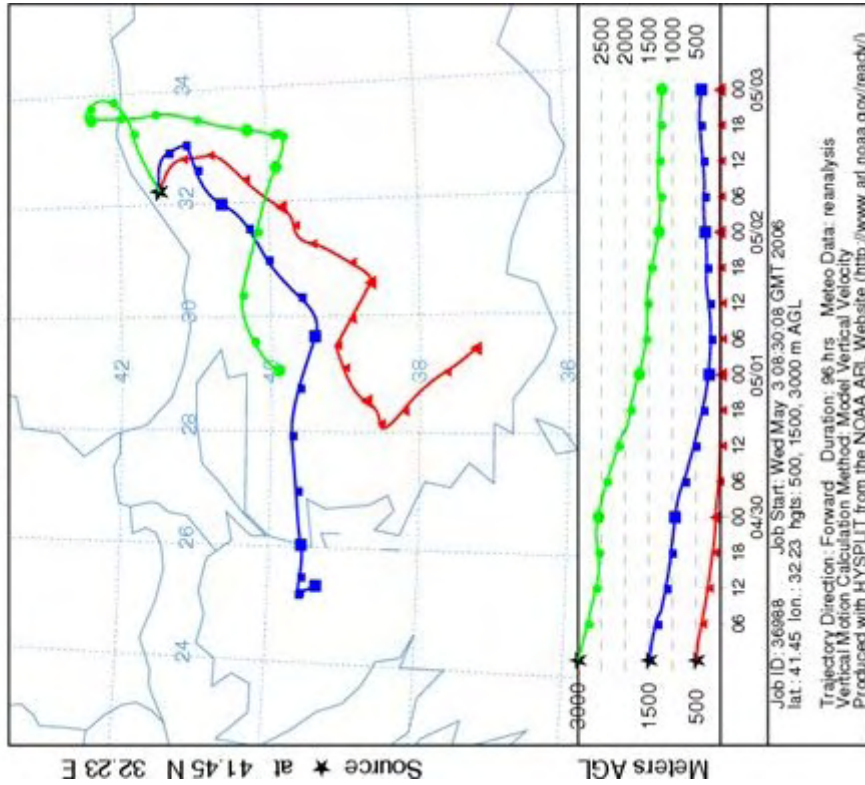 Source ★ at 41.45 N 32.23 E
42
40
38
36
24
26
28
30
32
34
Meters AGL
3000
1500
500
2500
2000
1500
1000
500
06 12 18 00 06 12 18 00 06 12 18 00 06 12 18 00
04/30 05/01 05/02 05/03
Job ID: 36988 Job Start: Wed May 3 08:30:08 GMT 2006
lat.: 41.45 lon.: 32.23 hgts: 500, 1500, 3000 m AGL
Trajectory Direction: Forward Duration: 96 hrs Meteo Data: reanalysis
Vertical Motion Calculation Method: Model Vertical Velocity
Produced with HYSPLIT from the NOAA ARL Website (http://www.arl.noaa.gov/ready/)